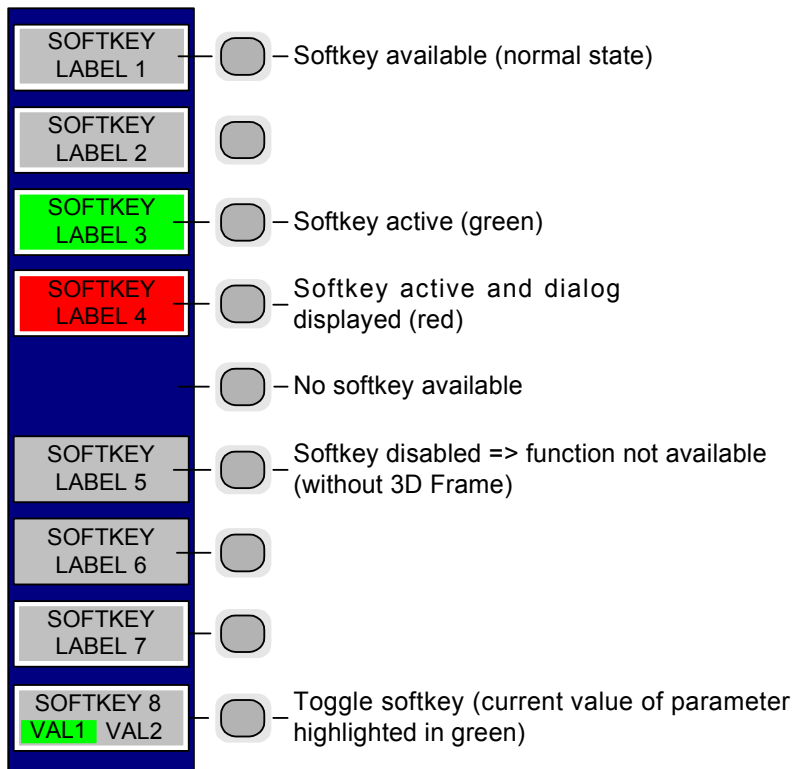 SOFTKEY
LABEL 1
Softkey available (normal state)
SOFTKEY
LABEL 2
SOFTKEY
LABEL 3
Softkey active (green)
SOFTKEY
LABEL 4
Softkey active and dialog
displayed (red)
No softkey available
SOFTKEY
LABEL 5
Softkey disabled => function not available
(without 3D Frame)
SOFTKEY
LABEL 6
SOFTKEY
LABEL 7
SOFTKEY 8
VAL1 VAL2
Toggle softkey (current value of parameter
highlighted in green)